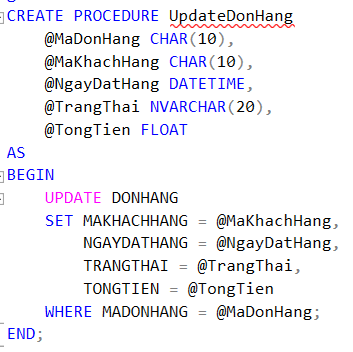 CREATE PROCEDURE UpdateDonHang
    @MaDonHang CHAR(10),
    @MaKhachHang CHAR(10),
    @NgayDatHang DATETIME,
    @TrangThai NVARCHAR(20),
    @TongTien FLOAT
AS
BEGIN
    UPDATE DONHANG
    SET MAKHACHHANG = @MaKhachHang,
        NGAYDATHANG = @NgayDatHang,
        TRANGTHAI = @TrangThai,
        TONGTIEN = @TongTien
    WHERE MADONHANG = @MaDonHang;
END;